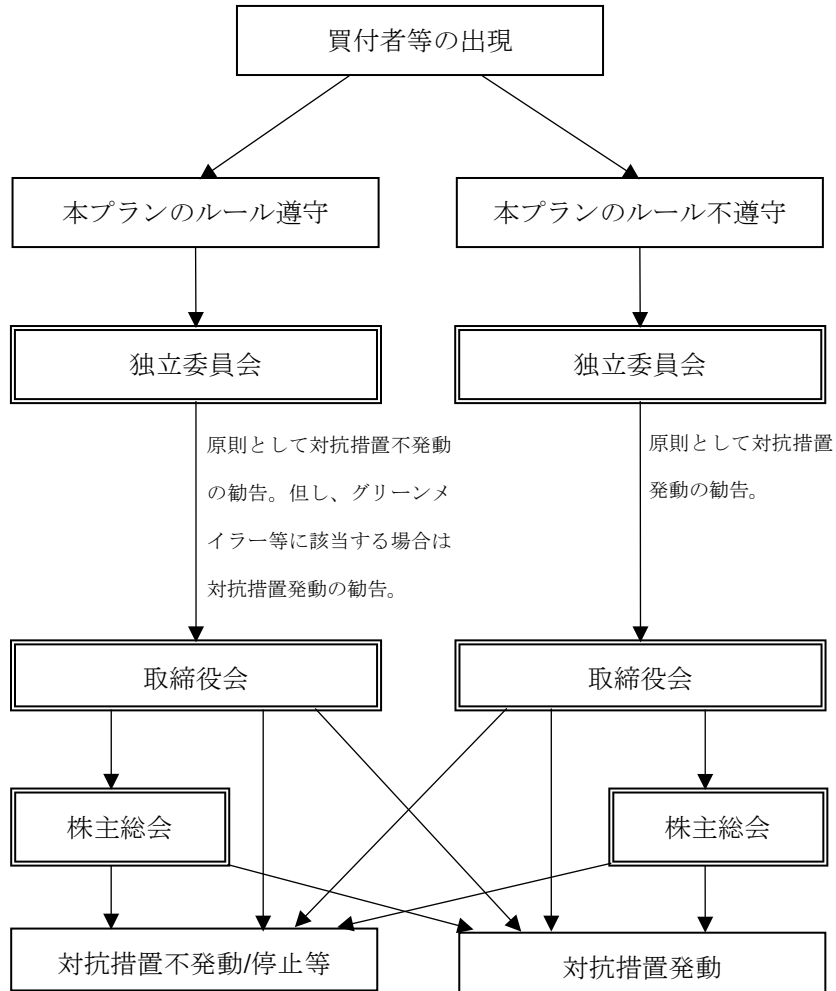 買付者等の出現
本プランのルール遵守
本プランのルール不遵守
独立委員会
独立委員会
原則として対抗措置不発動
の勧告。但し、グリーンメ
イラー等に該当する場合は
対抗措置発動の勧告。
原則として対抗措置
発動の勧告。
取締役会
取締役会
株主総会
株主総会
対抗措置不発動/停止等
対抗措置発動